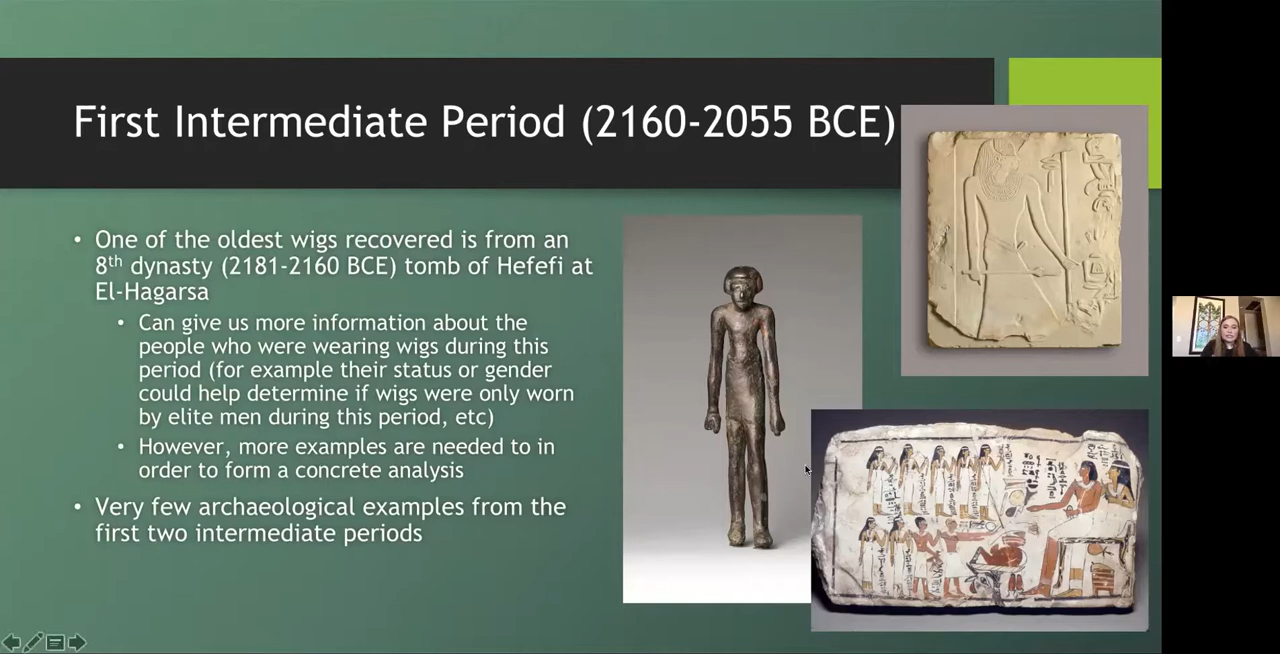 First Intermediate Period (2160-2055 BCE)
• One of the oldest wigs recovered is from an
8th dynasty (2181-2160 BCE) tomb of Hefefi at
El-Hagarsa
• Can give us more information about the
people who were wearing wigs during this
period (for example their status or gender
could help determine if wigs were only worn
by elite men during this period, etc)
• However, more examples are needed to in
order to form a concrete analysis
• Very few archaeological examples from the
first two intermediate periods